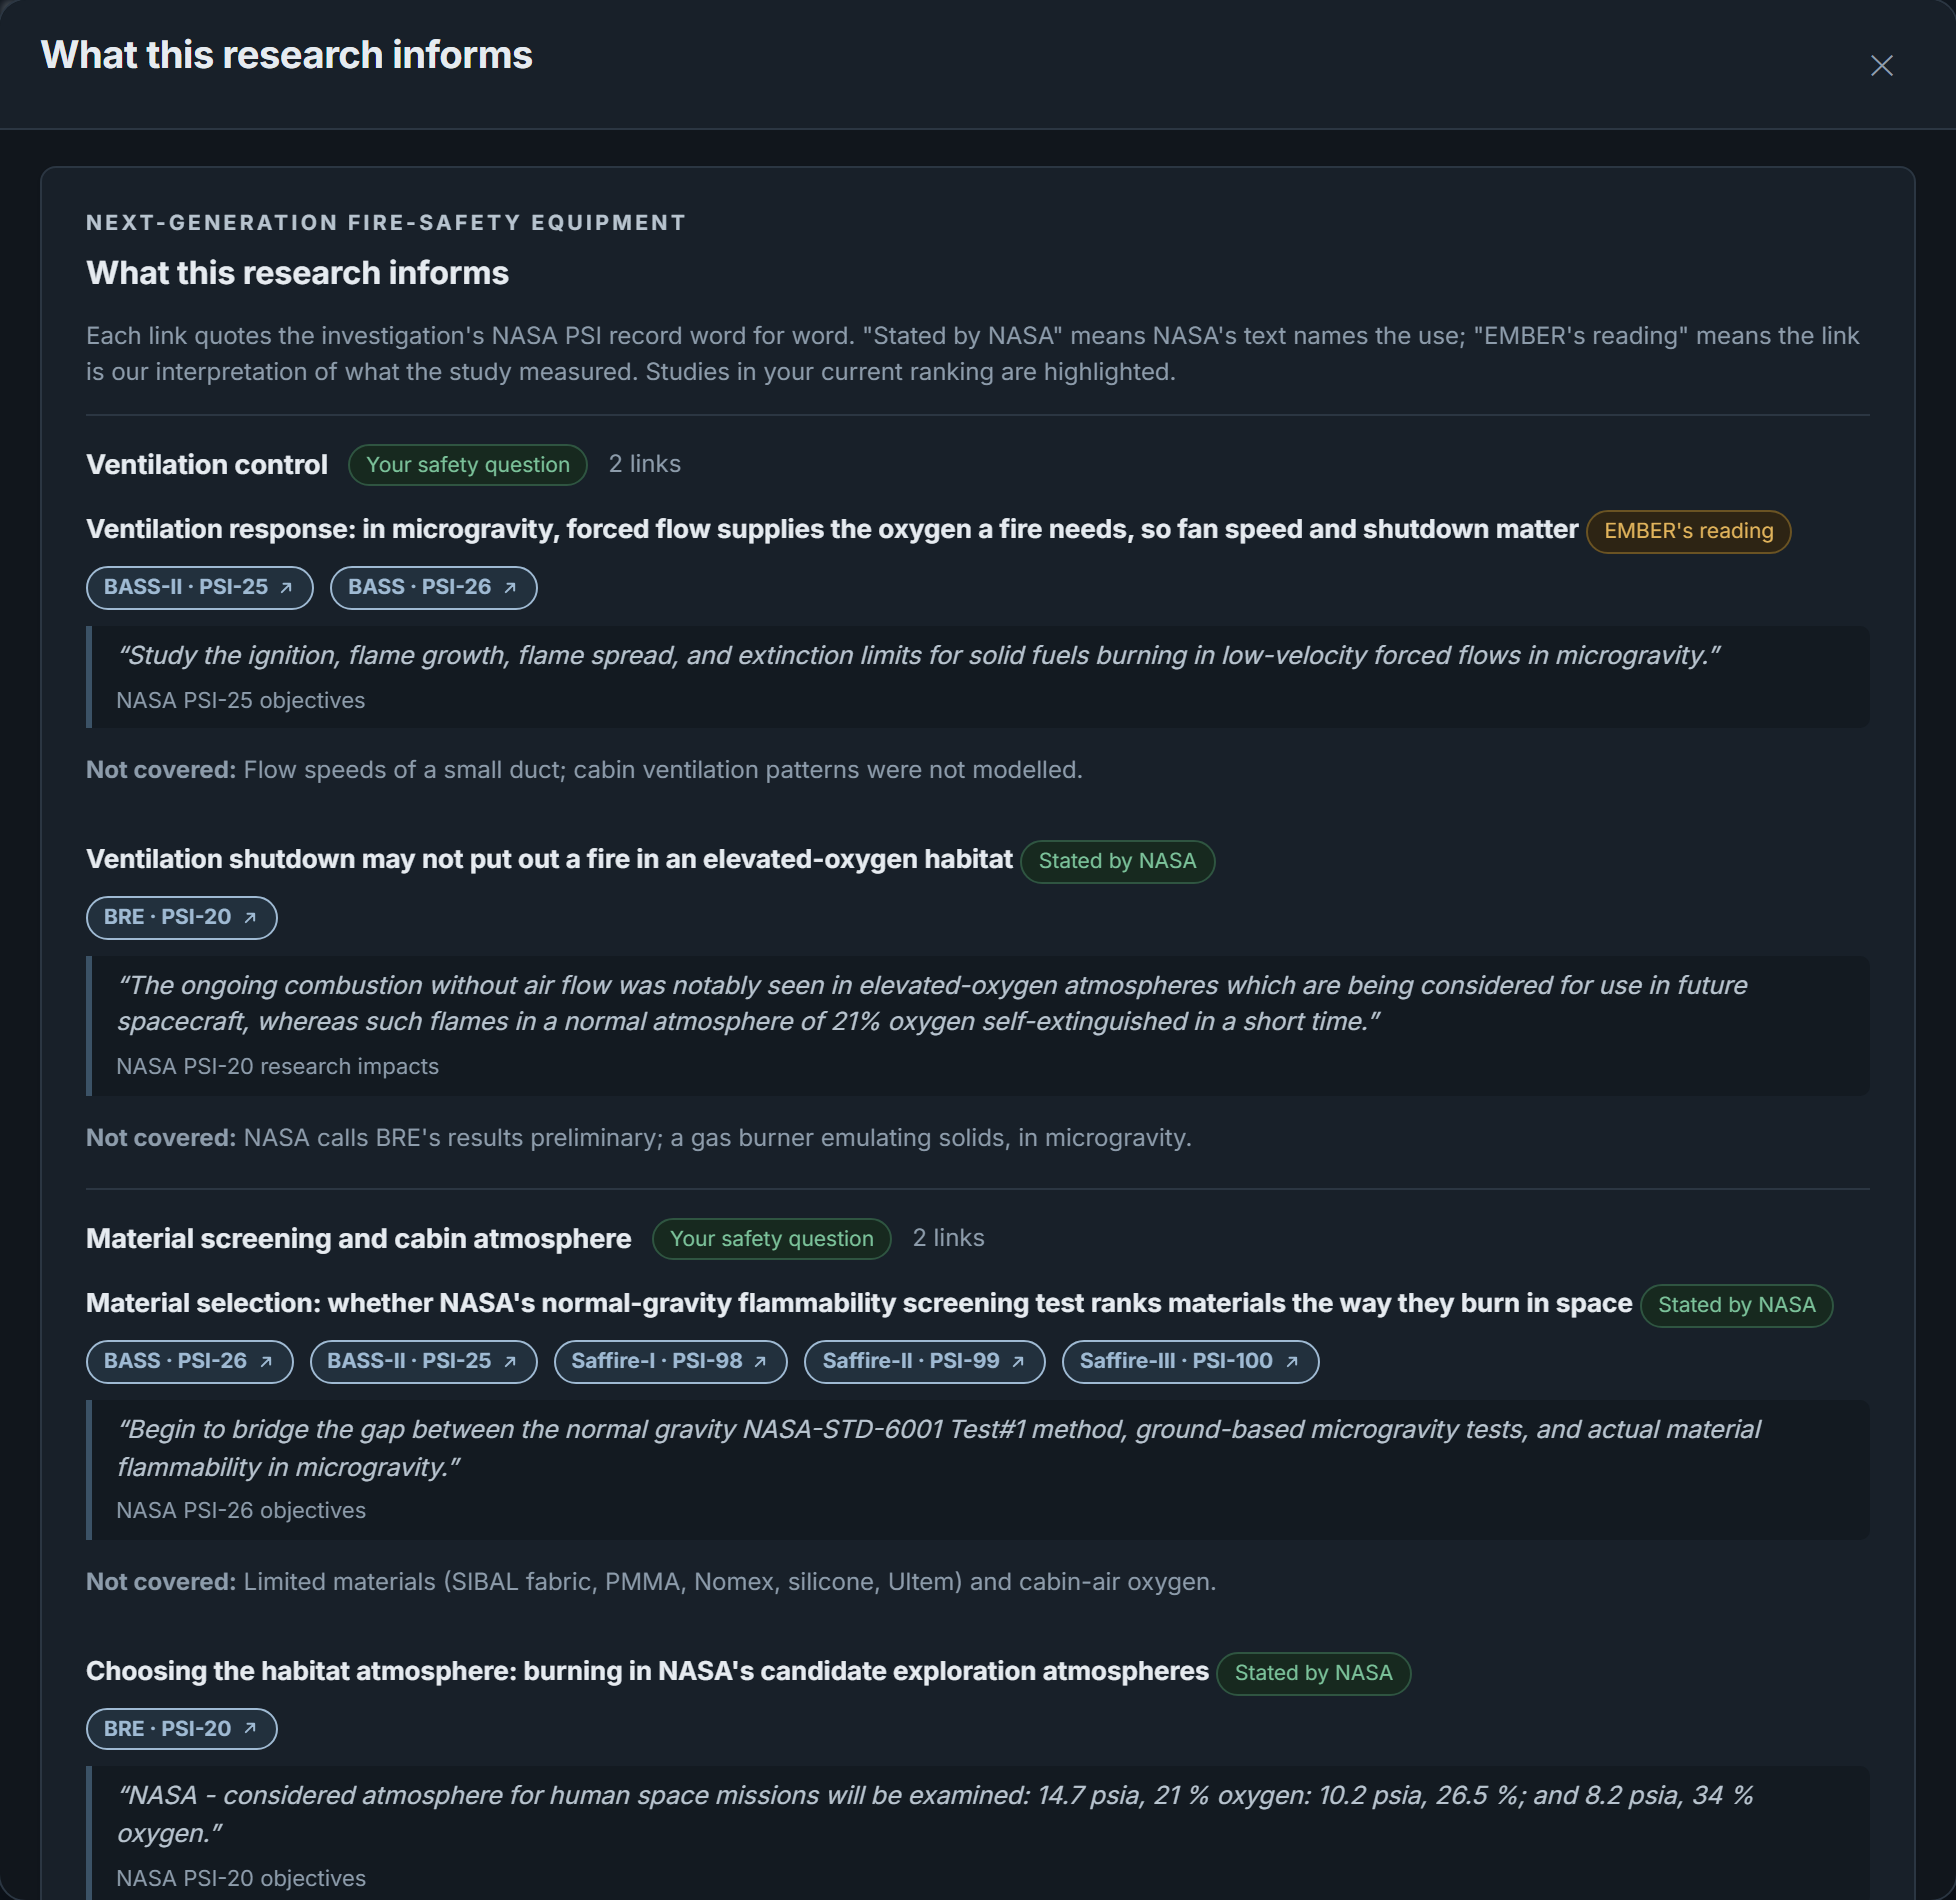 What this research informs
NEXT-GENERATION FIRE-SAFETY EQUIPMENT
What this research informs
Each link quotes the investigation's NASA PSI record word for word. "Stated by NASA" means NASA's text names the use; "EMBER's reading" means the link
is our interpretation of what the study measured. Studies in your current ranking are highlighted.
Ventilation control Your safety question 2 links
Ventilation response: in microgravity, forced flow supplies the oxygen a fire needs, so fan speed and shutdown matter EMBER's reading
BASS-II · PSI-25 ↗ BASS · PSI-26 ↗
“Study the ignition, flame growth, flame spread, and extinction limits for solid fuels burning in low-velocity forced flows in microgravity.”
NASA PSI-25 objectives
Not covered: Flow speeds of a small duct; cabin ventilation patterns were not modelled.
Ventilation shutdown may not put out a fire in an elevated-oxygen habitat Stated by NASA
BRE · PSI-20 ↗
“The ongoing combustion without air flow was notably seen in elevated-oxygen atmospheres which are being considered for use in future
spacecraft, whereas such flames in a normal atmosphere of 21% oxygen self-extinguished in a short time.”
NASA PSI-20 research impacts
Not covered: NASA calls BRE's results preliminary; a gas burner emulating solids, in microgravity.
Material screening and cabin atmosphere Your safety question 2 links
Material selection: whether NASA's normal-gravity flammability screening test ranks materials the way they burn in space Stated by NASA
BASS · PSI-26 ↗ BASS-II · PSI-25 ↗ Saffire-I · PSI-98 ↗ Saffire-II · PSI-99 ↗ Saffire-III · PSI-100 ↗
“Begin to bridge the gap between the normal gravity NASA-STD-6001 Test#1 method, ground-based microgravity tests, and actual material
flammability in microgravity.”
NASA PSI-26 objectives
Not covered: Limited materials (SIBAL fabric, PMMA, Nomex, silicone, Ultem) and cabin-air oxygen.
Choosing the habitat atmosphere: burning in NASA's candidate exploration atmospheres Stated by NASA
BRE · PSI-20 ↗
“NASA - considered atmosphere for human space missions will be examined: 14.7 psia, 21 % oxygen: 10.2 psia, 26.5 %; and 8.2 psia, 34 %
oxygen.”
NASA PSI-20 objectives